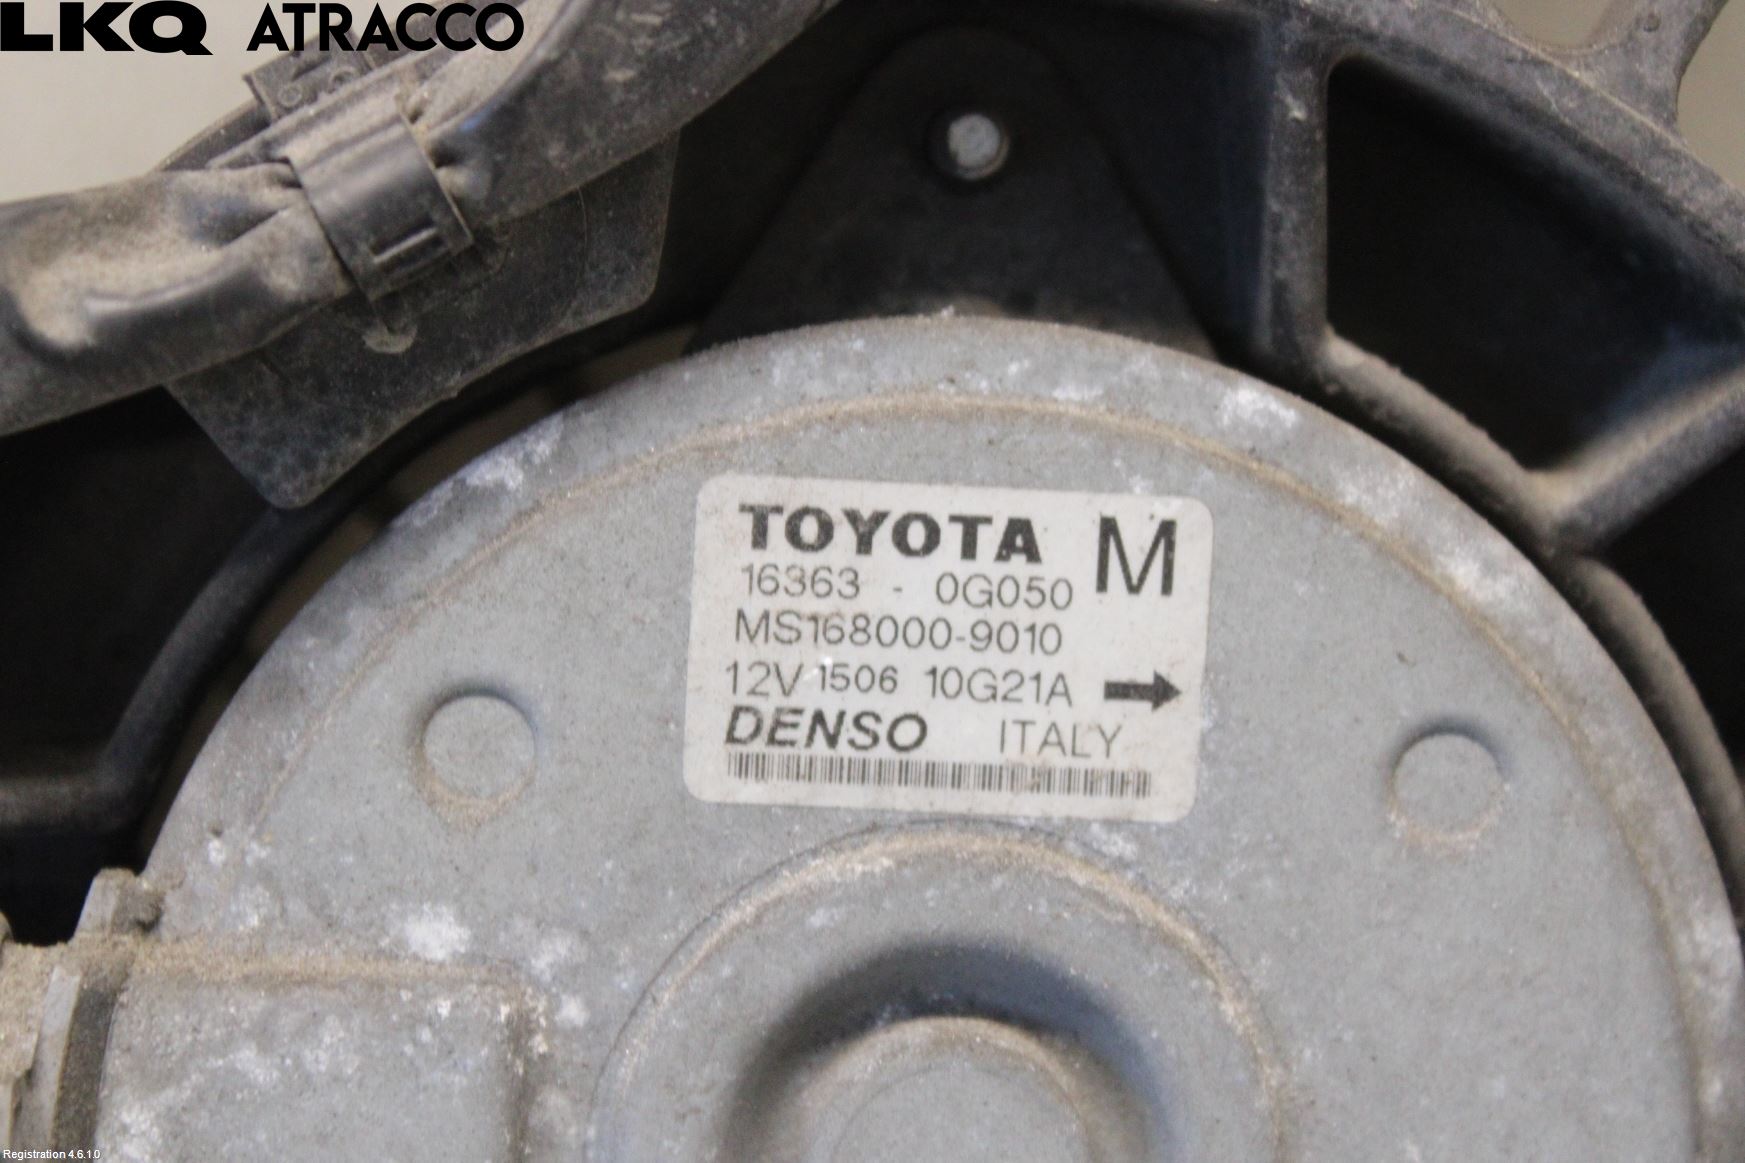 LKQ ATRACCO
TOYOTA M
16363 - 0G050
MS168000-9010
12V 1506 10G21A
DENSO ITALY
Registration 4.6.1.0